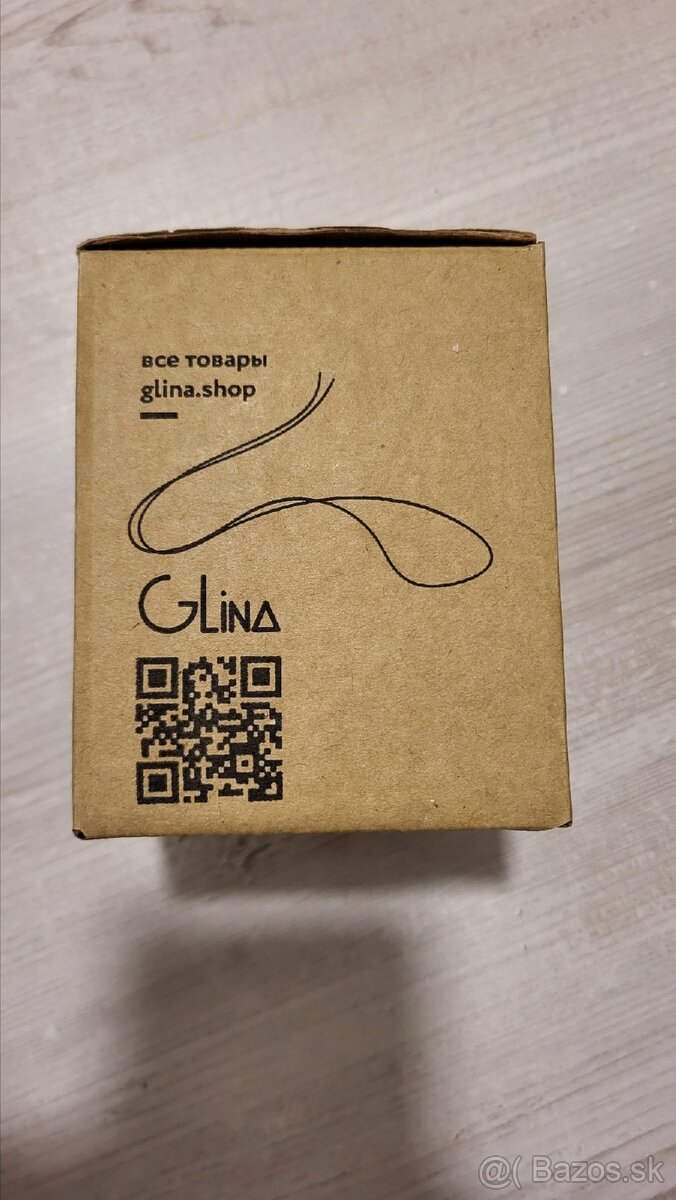 все товары
glina.shop
GLiNA
@( Bazos.sk